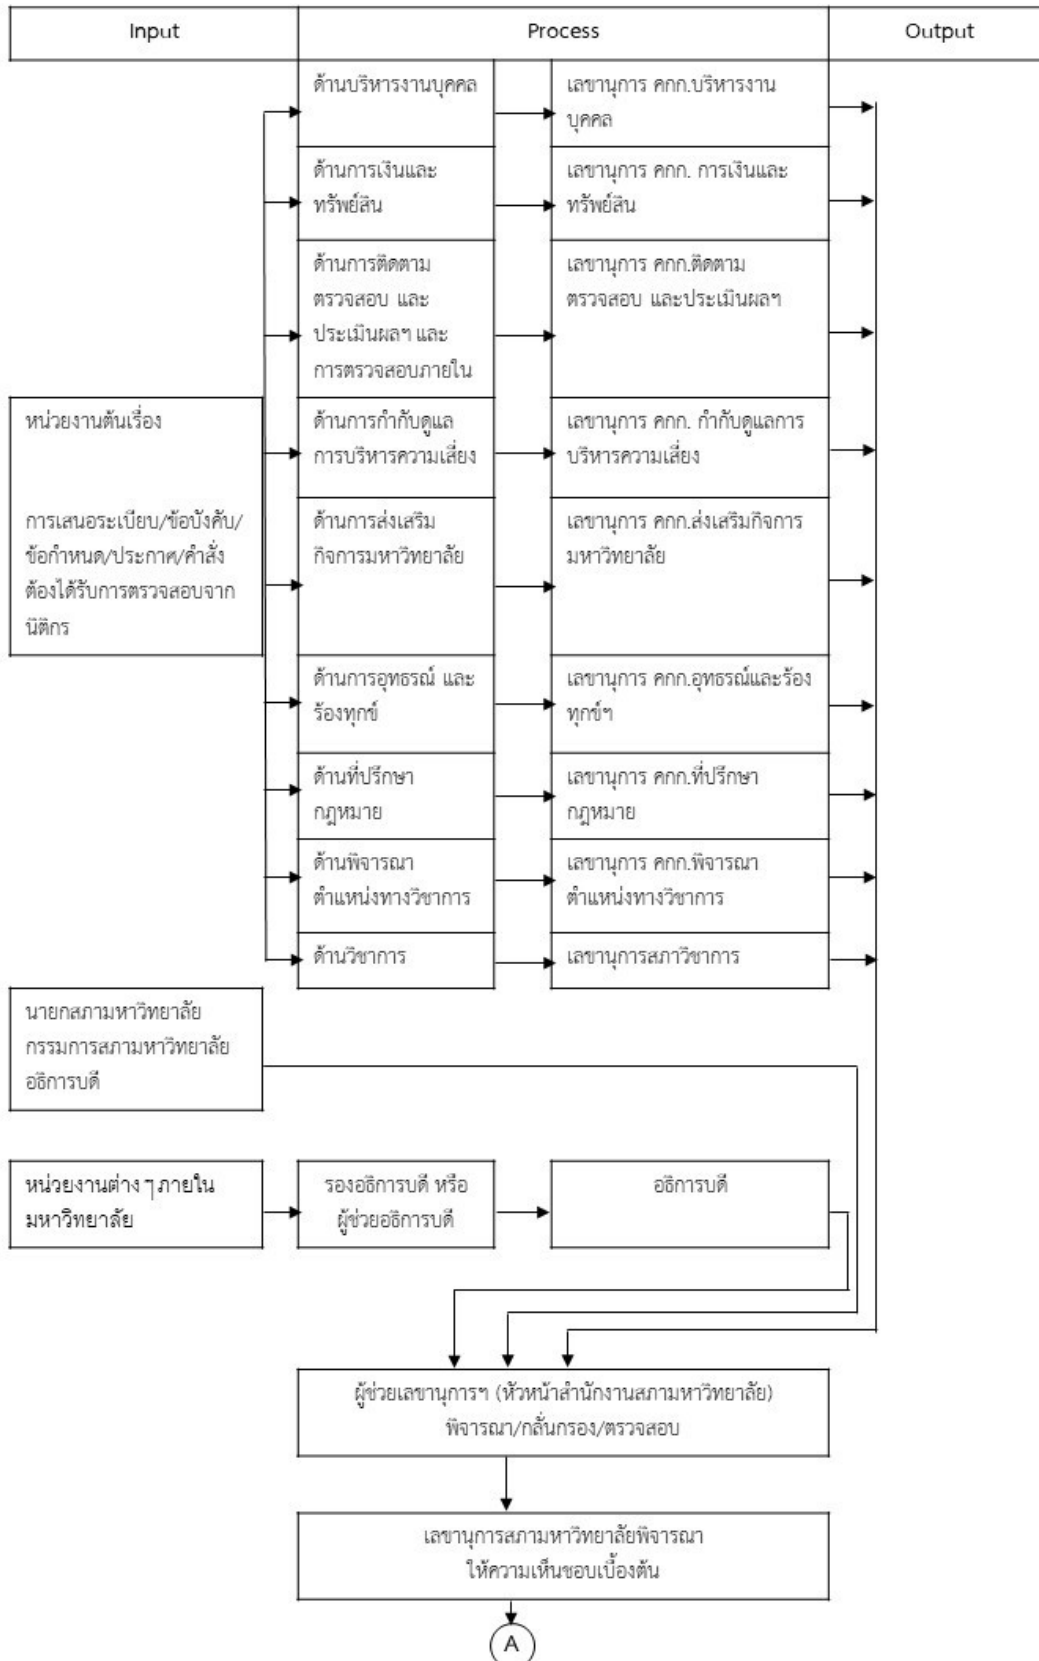 Input
Process
Output
ด้านบริหารงานบุคคล
เลขานุการ คกก.บริหารงาน
บุคคล
ด้านการเงินและ
ทรัพย์สิน
เลขานุการ คกก. การเงินและ
ทรัพย์สิน
ด้านการติดตาม
ตรวจสอบ และ
ประเมินผลฯ และ
การตรวจสอบภายใน
เลขานุการ คกก.ติดตาม
ตรวจสอบ และประเมินผลฯ
หน่วยงานต้นเรื่อง
การเสนอระเบียบ/ข้อบังคับ/
ข้อกำหนด/ประกาศ/คำสั่ง
ต้องได้รับการตรวจสอบจาก
นิติกร
ด้านการกำกับดูแล
การบริหารความเสี่ยง
เลขานุการ คกก. กำกับดูแลการ
บริหารความเสี่ยง
ด้านการส่งเสริม
กิจการมหาวิทยาลัย
เลขานุการ คกก.ส่งเสริมกิจการ
มหาวิทยาลัย
ด้านการอุทธรณ์ และ
ร้องทุกข์
เลขานุการ คกก.อุทธรณ์และร้อง
ทุกข์ฯ
ด้านที่ปรึกษา
กฎหมาย
เลขานุการ คกก.ที่ปรึกษา
กฎหมาย
ด้านพิจารณา
ตำแหน่งทางวิชาการ
เลขานุการ คกก.พิจารณา
ตำแหน่งทางวิชาการ
ด้านวิชาการ
เลขานุการสภาวิชาการ
นายกสภามหาวิทยาลัย
กรรมการสภามหาวิทยาลัย
อธิการบดี
หน่วยงานต่าง ๆ ภายใน
มหาวิทยาลัย
รองอธิการบดี หรือ
ผู้ช่วยอธิการบดี
อธิการบดี
ผู้ช่วยเลขานุการฯ (หัวหน้าสำนักงานสภามหาวิทยาลัย)
พิจารณา/กลั่นกรอง/ตรวจสอบ
เลขานุการสภามหาวิทยาลัยพิจารณา
ให้ความเห็นชอบเบื้องต้น
A